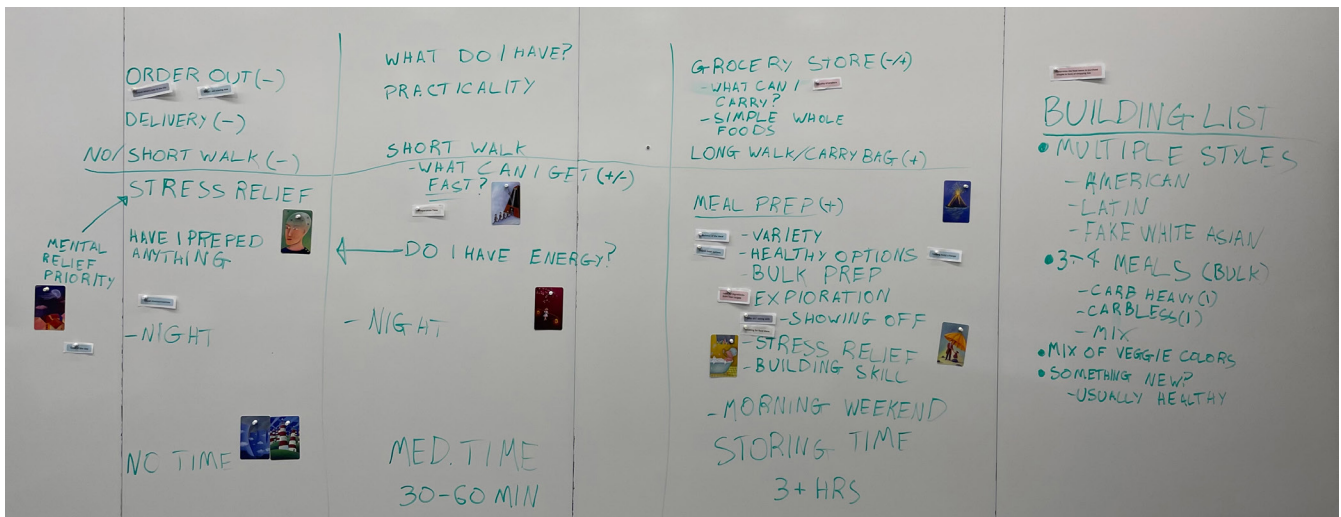 ORDER OUT (-)
DELIVERY (-)
NO/ SHORT WALK (-)
STRESS RELIEF
MENTAL
RELIEF
PRIORITY
HAVE I PREPED
ANYTHING
-NIGHT
NO TIME
WHAT DO I HAVE?
PRACTICALITY
SHORT WALK
-WHAT CAN I GET (+/-)
FAST?
DO I HAVE ENERGY?
-NIGHT
MED. TIME
30-60 MIN
GROCERY STORE (-/+)
-WHAT CAN I
CARRY?
-SIMPLE WHOLE
FOODS
LONG WALK/CARRY BAG (+)
MEAL PREP (+)
-VARIETY
-HEALTHY OPTIONS
-BULK PREP
EXPIORATION
-SHOWING OFF
-STRESS RELIEF
-BUILDING SKILL
-MORNING WEEKEND
STORING TIME
3+ HRS
BUILDING LIST
•MULTIPLE STYLES
-AMERICAN
-LATIN
-FAKE WHITE ASIAN
•3-4 MEALS (BULK)
-CARB HEAVY (1)
-CARBLESS (1)
-MIX
•MIX OF VEGGIE COLORS
•SOMETHING NEW?
-USUALLY HEALTHY